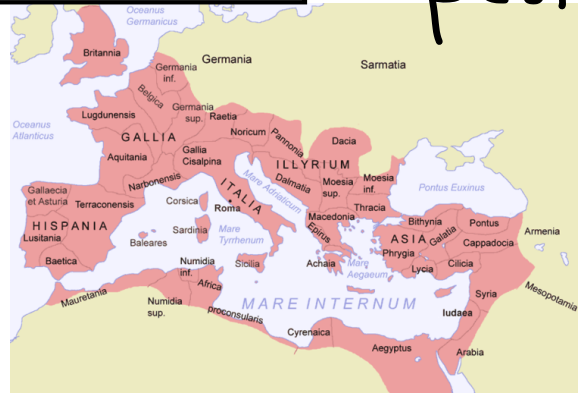 Oceanus
Germanicus
Britannia
Germania
Sarmatia
Germania
inf.
Belgica
Oceanus
Atlanticus
Lugdunensis
Germania
sup.
Raetia
GALLIA
Noricum
Pannonia
Dacia
Aquitania
Gallia
Cisalpina
ILLYRIUM
Narbonensis
Dalmatia
Moesia
sup.
Moesia
inf.
Pontus Euxinus
Gallaecia
et Asturia
Terraconensis
Corsica
ITALIA
Roma
Mare Adriaticum
Thracia
Macedonia
Bithynia
Pontus
Armenia
HISPANIA
Lusitania
Baleares
Sardinia
Mare
Tyrrhenum
Epirus
ASIA
Galatia
Cappadocia
Phrygia
Baetica
Numidia
inf.
Sicilia
Achaia
Mare
Aegaeum
Lycia
Cilicia
Mauretania
Africa
proconsularis
Numidia
sup.
MARE INTERNUM
Syria
Mesopotamia
Iudaea
Cyrenaica
Aegyptus
Arabia